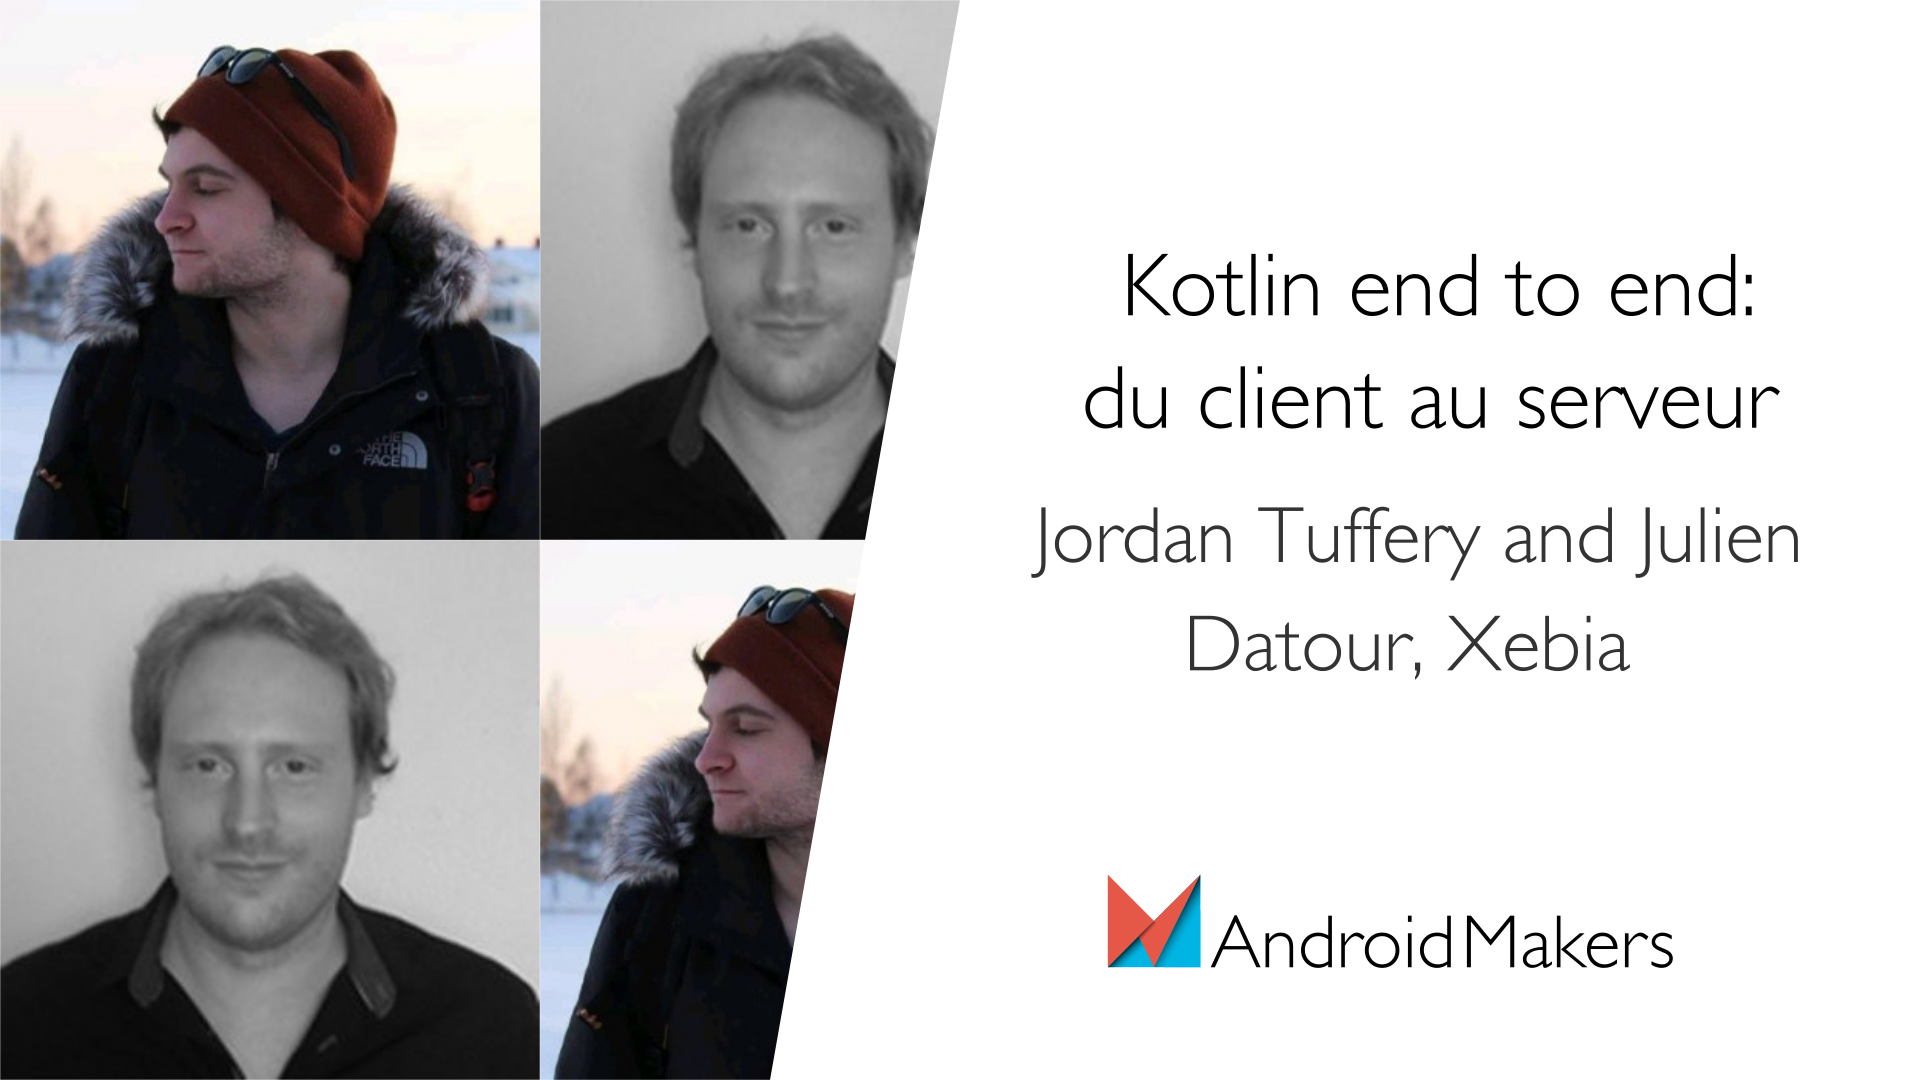 Kotlin end to end:
du client au serveur
Jordan Tuffery and Julien
Datour, Xebia
AndroidMakers
THE
NORTH
FACE